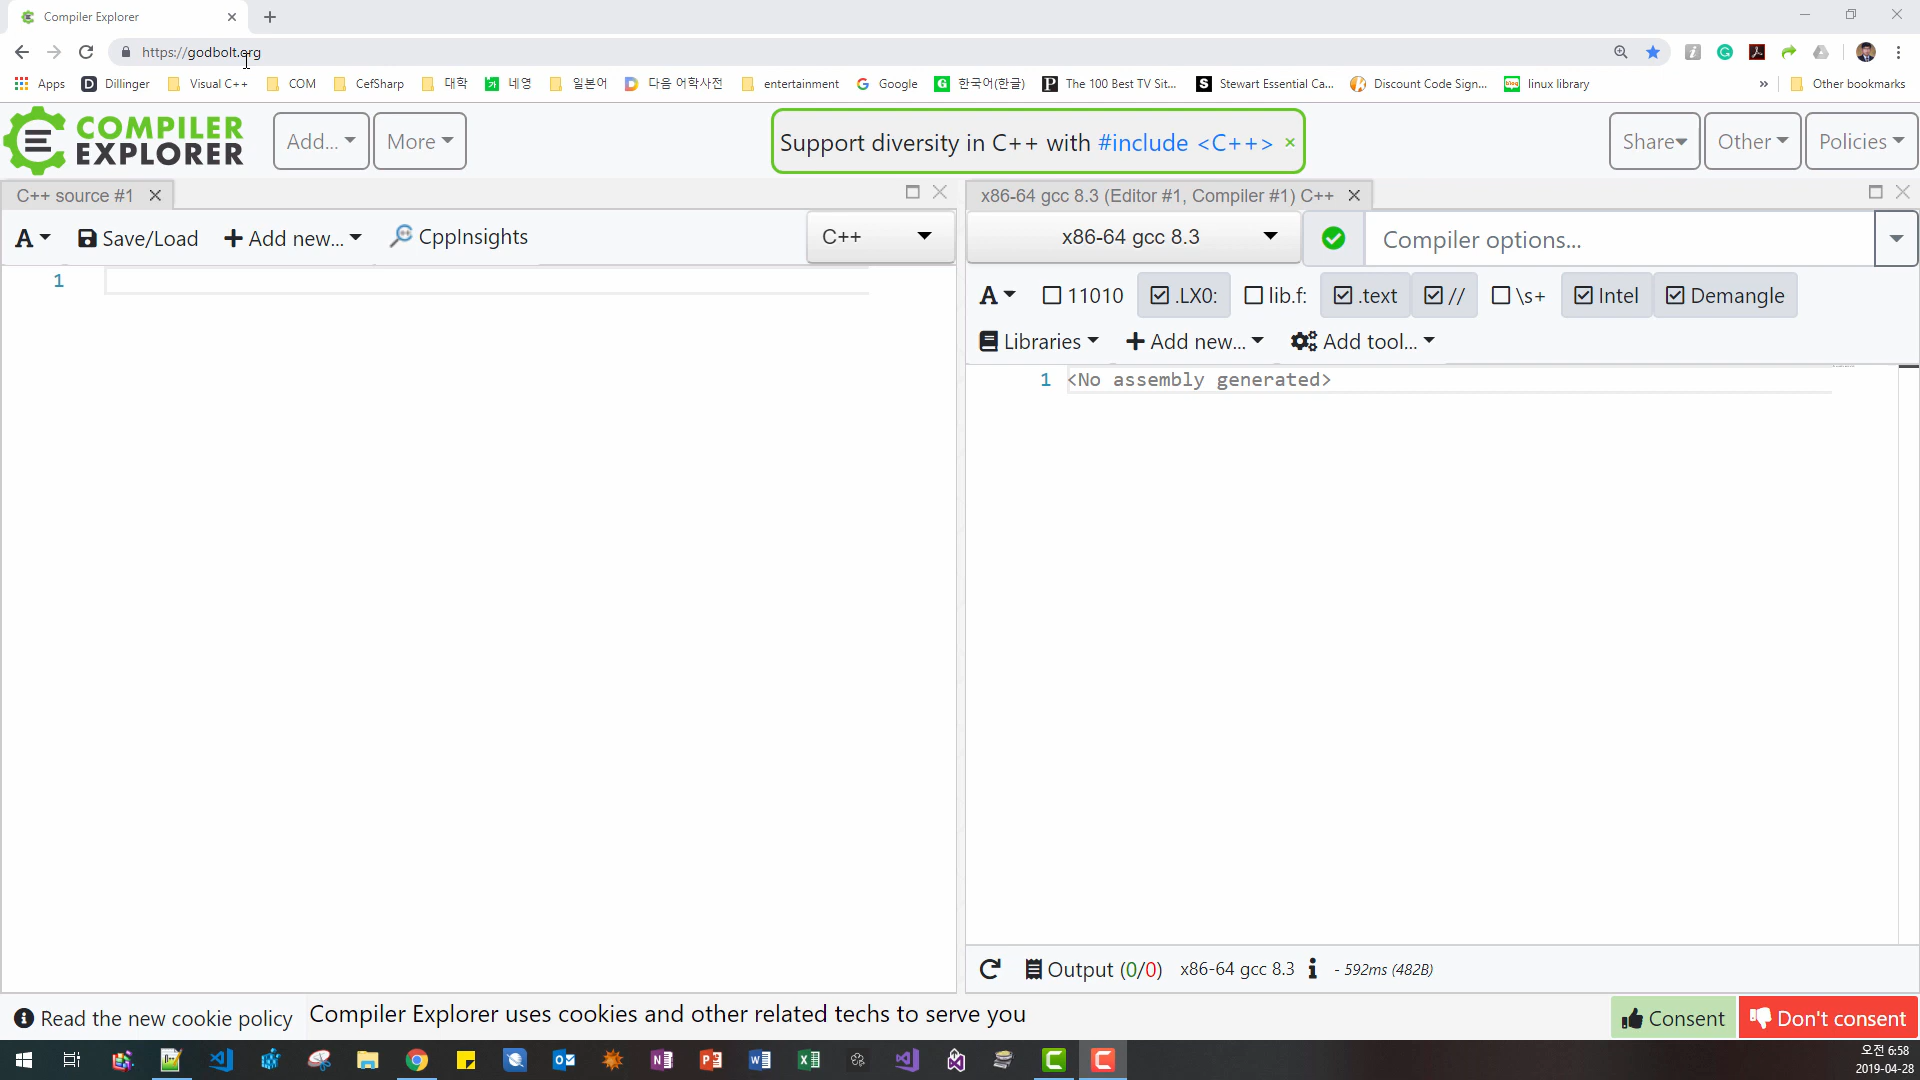 Compiler Explorer
https://godbolt.org
Apps Dillinger Visual C++ COM CefSharp 대학 네영 일본어 다음 어학사전 entertainment Google 한국어(한글) The 100 Best TV Sit... Stewart Essential Ca... Discount Code Sign... linux library » Other bookmarks
COMPILER
EXPLORER
Add... More Support diversity in C++ with #include <C++> × Share Other Policies
C++ source #1 x86-64 gcc 8.3 (Editor #1, Compiler #1) C++
A Save/Load + Add new... CppInsights C++ x86-64 gcc 8.3 Compiler options...
1
A 11010 .LX0: lib.f: .text // \s+ Intel Demangle
Libraries + Add new... Add tool...
1 <No assembly generated>
Output (0/0) x86-64 gcc 8.3 - 592ms (482B)
Read the new cookie policy Compiler Explorer uses cookies and other related techs to serve you Consent Don't consent
오전 6:58
2019-04-28